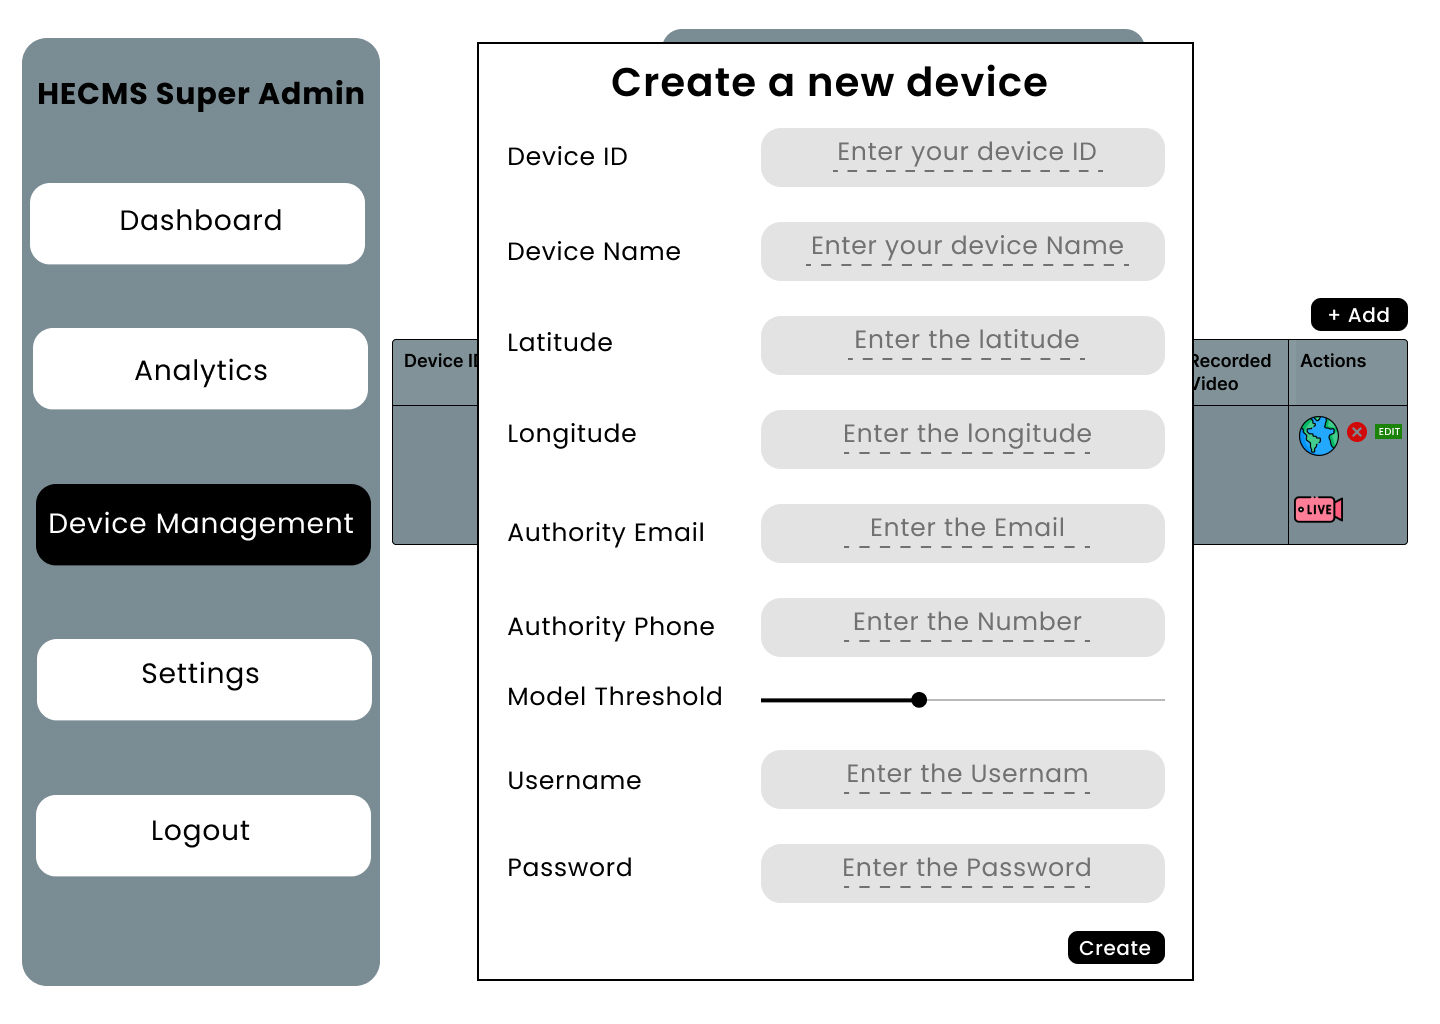 HECMS Super Admin
Dashboard
Analytics
Device Management
Settings
Logout
Create a new device
Device ID
Enter your device ID
Device Name
Enter your device Name
Latitude
Enter the latitude
Longitude
Enter the longitude
Authority Email
Enter the Email
Authority Phone
Enter the Number
Model Threshold
Username
Enter the Usernam
Password
Enter the Password
Create
+ Add
Device ID
Recorded
Video
Actions
EDIT
LIVE